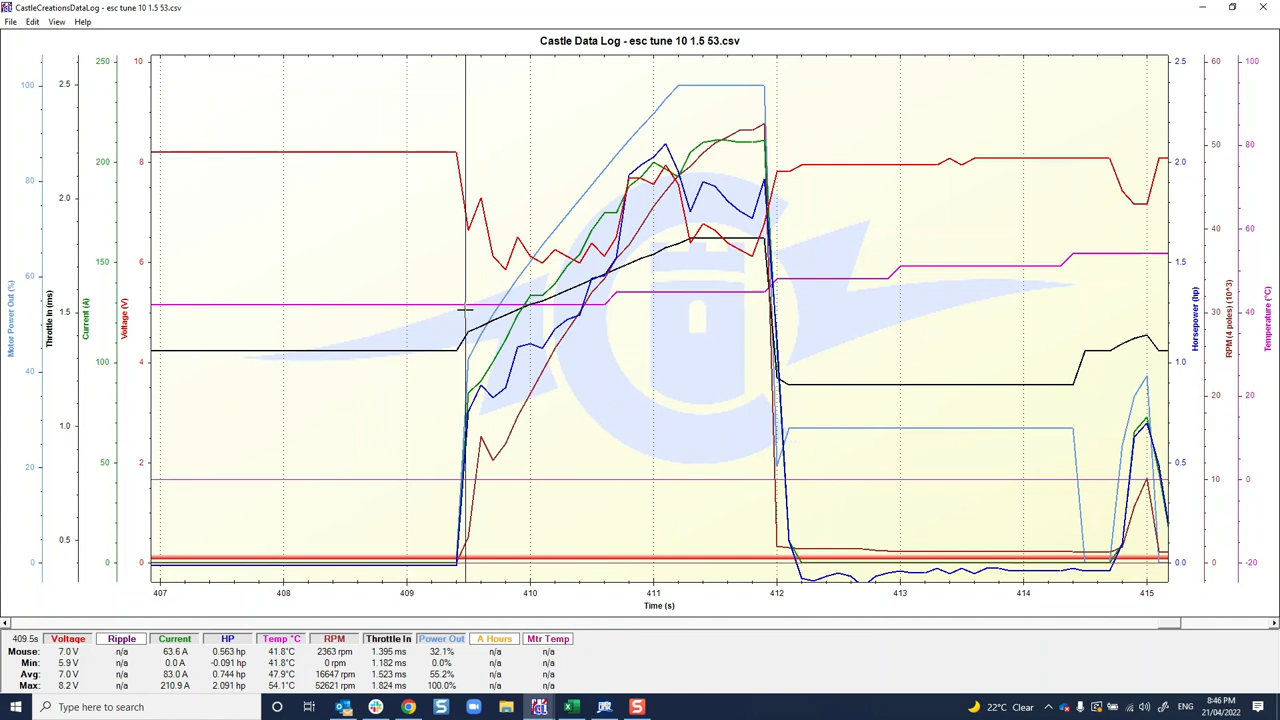 CastleCreationsDataLog - esc tune 10 1.5 53.csv
File Edit View Help
Castle Data Log - esc tune 10 1.5 53.csv
Motor Power Out (%)
0 20 40 60 80 100
Throttle In (ms)
0.5 1.0 1.5 2.0 2.5
Current (A)
0 50 100 150 200 250
Voltage (V)
0 2 4 6 8 10
Horsepower (hp)
0.0 0.5 1.0 1.5 2.0 2.5
RPM (4 poles) (10^3)
0 10 20 30 40 50 60
Temperature (°C)
-20 0 20 40 60 80 100
407 408 409 410 411 412 413 414 415
Time (s)
409.5s Voltage Ripple Current HP Temp °C RPM Throttle In Power Out A Hours Mtr Temp
Mouse: 7.0 V n/a 63.6 A 0.563 hp 41.8°C 2363 rpm 1.395 ms 32.1% n/a n/a
Min: 5.9 V n/a 0.0 A -0.091 hp 41.8°C 0 rpm 1.182 ms 0.0% n/a n/a
Avg: 7.0 V n/a 83.0 A 0.744 hp 47.9°C 16647 rpm 1.523 ms 55.2% n/a n/a
Max: 8.2 V n/a 210.9 A 2.091 hp 54.1°C 52621 rpm 1.824 ms 100.0% n/a n/a
Type here to search
22°C Clear
ENG
8:46 PM
21/04/2022